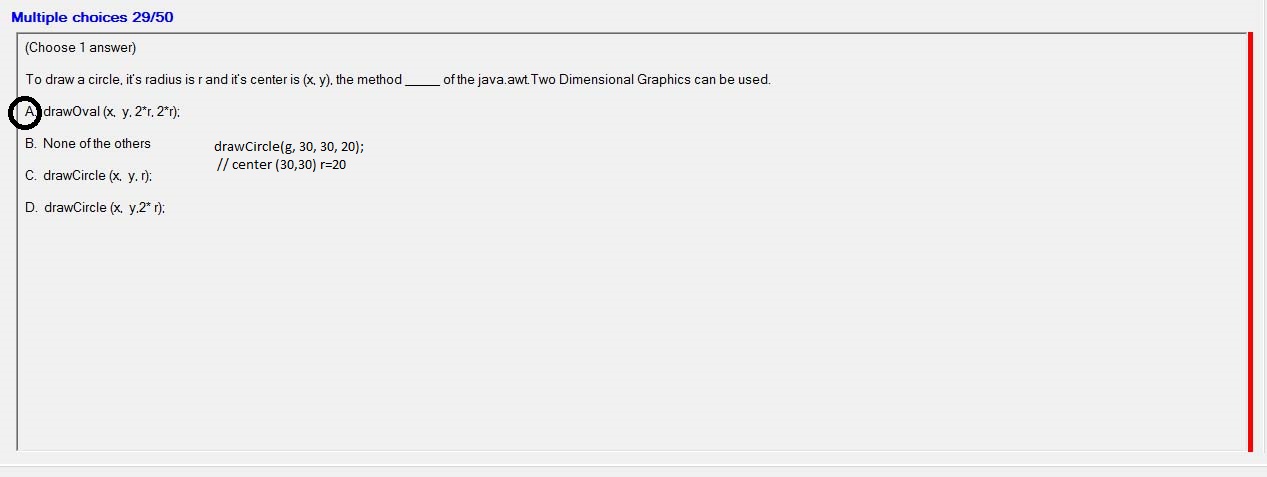 Multiple choices 29/50
(Choose 1 answer)
To draw a circle, it's radius is r and it's center is (x, y), the method _____ of the java.awt.Two Dimensional Graphics can be used.
A. drawOval (x, y, 2*r, 2*r);
B. None of the others
drawCircle(g, 30, 30, 20);
// center (30,30) r=20
C. drawCircle (x, y, r);
D. drawCircle (x, y,2* r);